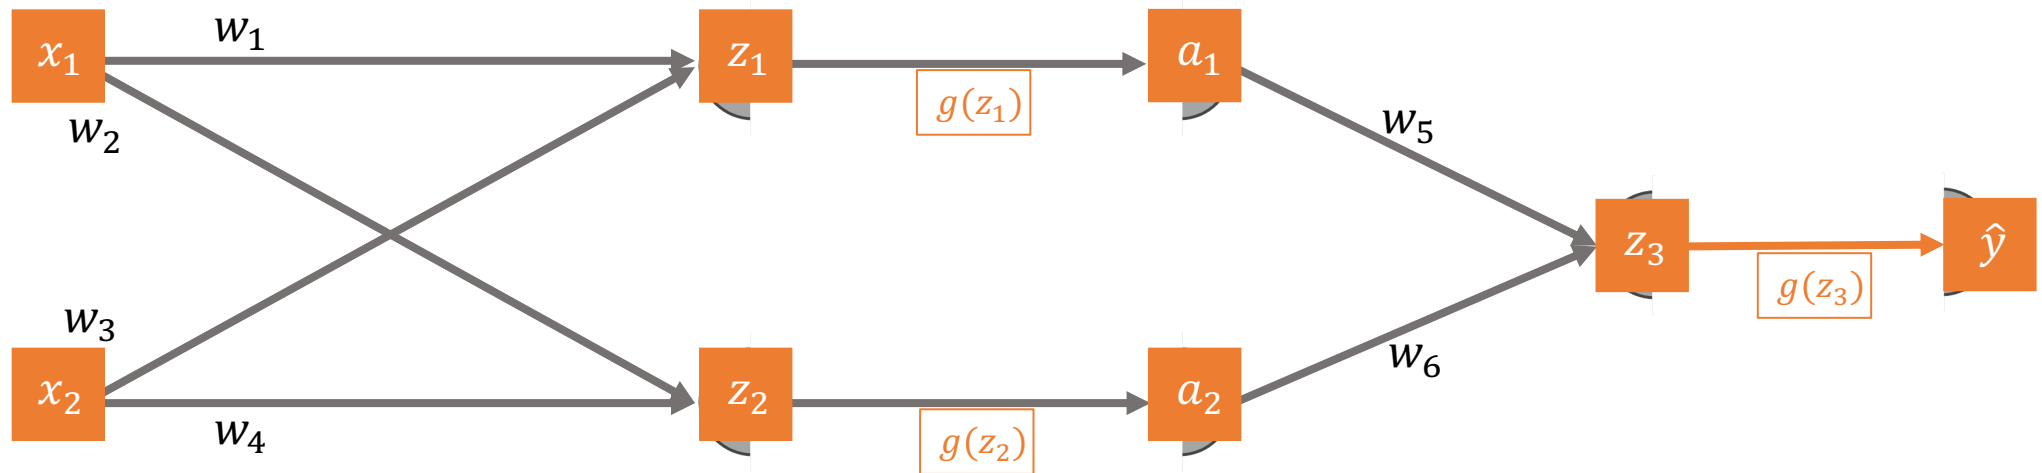 x₁
w₁
z₁
g(z₁)
a₁
w₂
w₅
z₃
g(z₃)
ŷ
w₃
x₂
w₄
z₂
g(z₂)
a₂
w₆